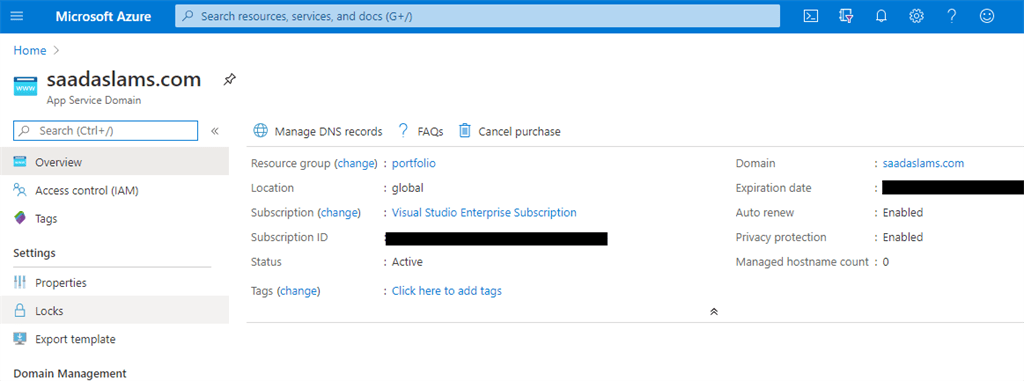 Microsoft Azure
Search resources, services, and docs (G+/)
Home >
www
saadaslams.com
App Service Domain
Search (Ctrl+/)
«
Manage DNS records
FAQs
Cancel purchase
Overview
Access control (IAM)
Tags
Settings
Properties
Locks
Export template
Domain Management
Resource group (change) : portfolio
Location : global
Subscription (change) : Visual Studio Enterprise Subscription
Subscription ID :
Status : Active
Tags (change) : Click here to add tags
Domain : saadaslams.com
Expiration date :
Auto renew : Enabled
Privacy protection : Enabled
Managed hostname count : 0